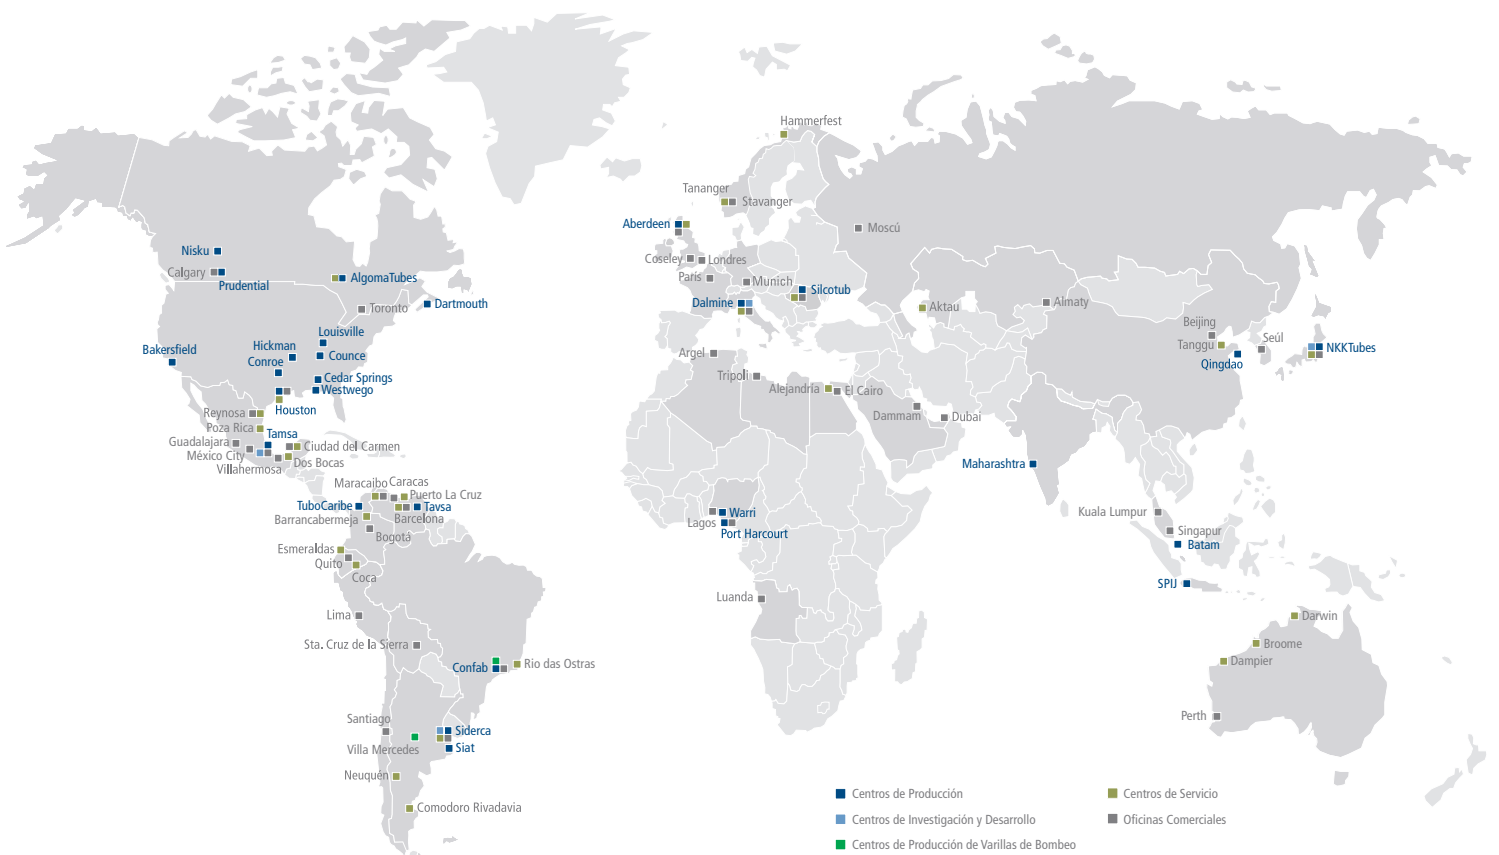 Hammerfest
Tananger
Stavanger
Aberdeen
Moscú
Nisku
Coseley
Londres
Calgary
Prudential
AlgomaTubes
París
Munich
Silcotub
Dartmouth
Toronto
Dalmine
Aktau
Almaty
Louisville
Beijing
Hickman
Bakersfield
Counce
Conroe
Tanggu
Seúl
NKKTubes
Argel
Qingdao
Cedar Springs
Tripoli
Westwego
Alejandría
El Cairo
Houston
Reynosa
Dammam
Dubai
Poza Rica
Tamsa
Guadalajara
Ciudad del Carmen
México City
Dos Bocas
Villahermosa
Maharashtra
Maracaibo
Caracas
Puerto La Cruz
TuboCaribe
Tavsa
Barrancabermeja
Barcelona
Warri
Lagos
Kuala Lumpur
Port Harcourt
Bogotá
Singapur
Esmeraldas
Batam
Quito
Coca
SPIJ
Luanda
Lima
Darwin
Sta. Cruz de la Sierra
Broome
Confab
Rio das Ostras
Dampier
Santiago
Perth
Siderca
Villa Mercedes
Siat
Neuquén
Comodoro Rivadavia
Centros de Producción
Centros de Servicio
Centros de Investigación y Desarrollo
Oficinas Comerciales
Centros de Producción de Varillas de Bombeo